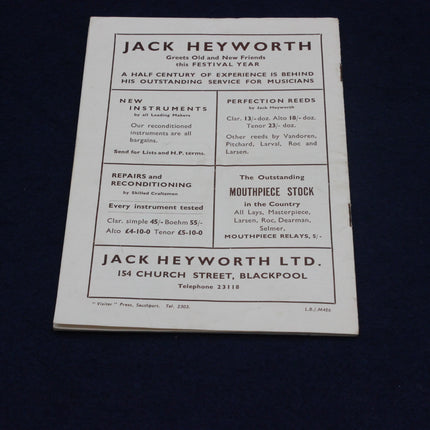 JACK HEYWORTH
Greets Old and New Friends
this FESTIVAL YEAR
A HALF CENTURY OF EXPERIENCE IS BEHIND
HIS OUTSTANDING SERVICE FOR MUSICIANS
NEW
INSTRUMENTS
by all Leading Makers
Our reconditioned
instruments are all
bargains.
Send for Lists and H.P. terms.
PERFECTION REEDS
by Jack Heyworth
Clar. 13/- doz. Alto 18/- doz.
Tenor 23/- doz.
Other reeds by Vandoren,
Pitchard, Larval, Roc and
Larsen.
REPAIRS and
RECONDITIONING
by Skilled Craftsmen
Every instrument tested
Clar. simple 45/- Boehm 55/-
Alto £4-10-0 Tenor £5-10-0
The Outstanding
MOUTHPIECE STOCK
in the Country
All Lays, Masterpiece,
Larsen, Roc, Dearman,
Selmer,
MOUTHPIECE RELAYS, 5/-
JACK HEYWORTH LTD.
154 CHURCH STREET, BLACKPOOL
Telephone 23118
"Visitor" Press, Southport. Tel. 2303.